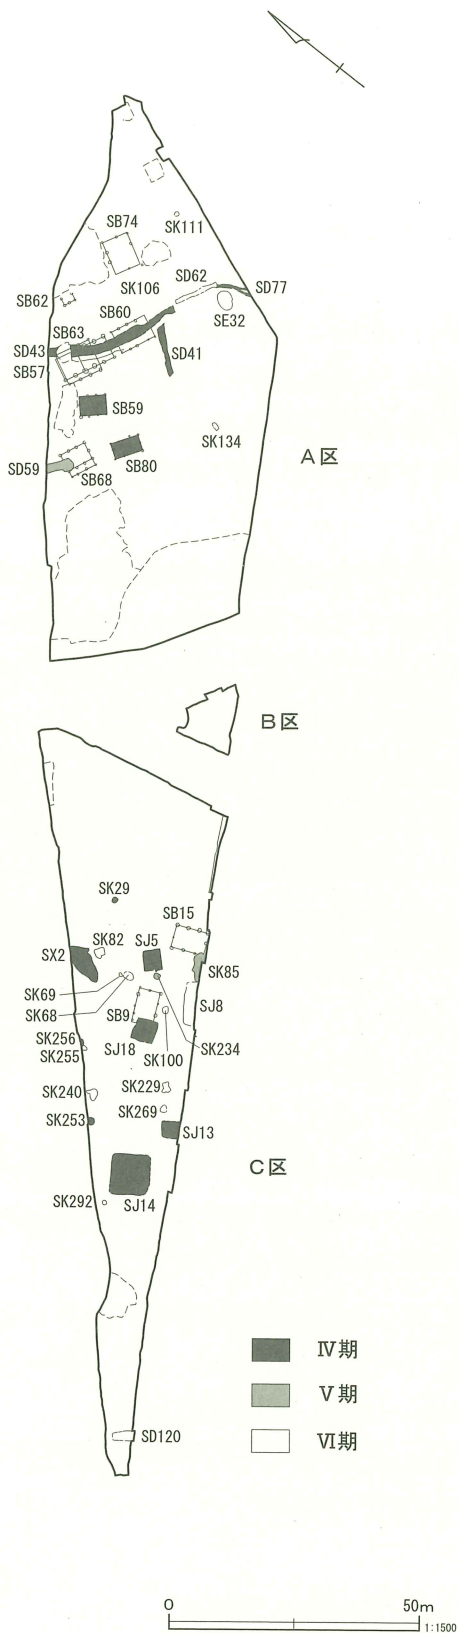 SB74
SK111
SK106
SD62
SD77
SB62
SB60
SE32
SB63
SD43
SD41
SB57
SB59
SK134
A区
SD59
SB80
SB68
B区
SK29
SB15
SK82
SJ5
SX2
SK85
SK69
SJ8
SK68
SB9
SK256
SJ18
SK234
SK255
SK100
SK240
SK229
SK269
SK253
SJ13
C区
SK292
SJ14
Ⅳ期
Ⅴ期
Ⅵ期
SD120
0
50m
1:1500